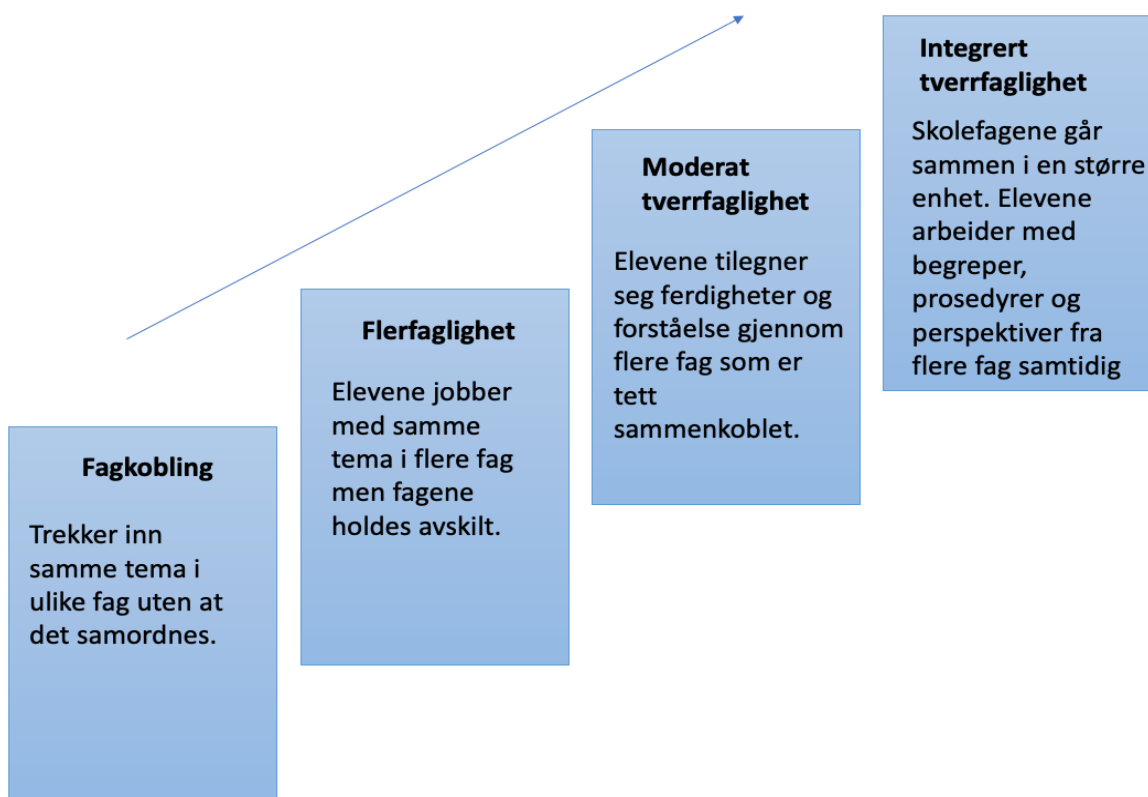 Fagkobling
Trekker inn
samme tema i
ulike fag uten at
det samordnes.
Flerfaglighet
Elevene jobber
med samme
tema i flere fag
men fagene
holdes avskilt.
Moderat
tverrfaglighet
Elevene tilegner
seg ferdigheter og
forståelse gjennom
flere fag som er
tett
sammenkoblet.
Integrert
tverrfaglighet
Skolefagene går
sammen i en større
enhet. Elevene
arbeider med
begreper,
prosedyrer og
perspektiver fra
flere fag samtidig